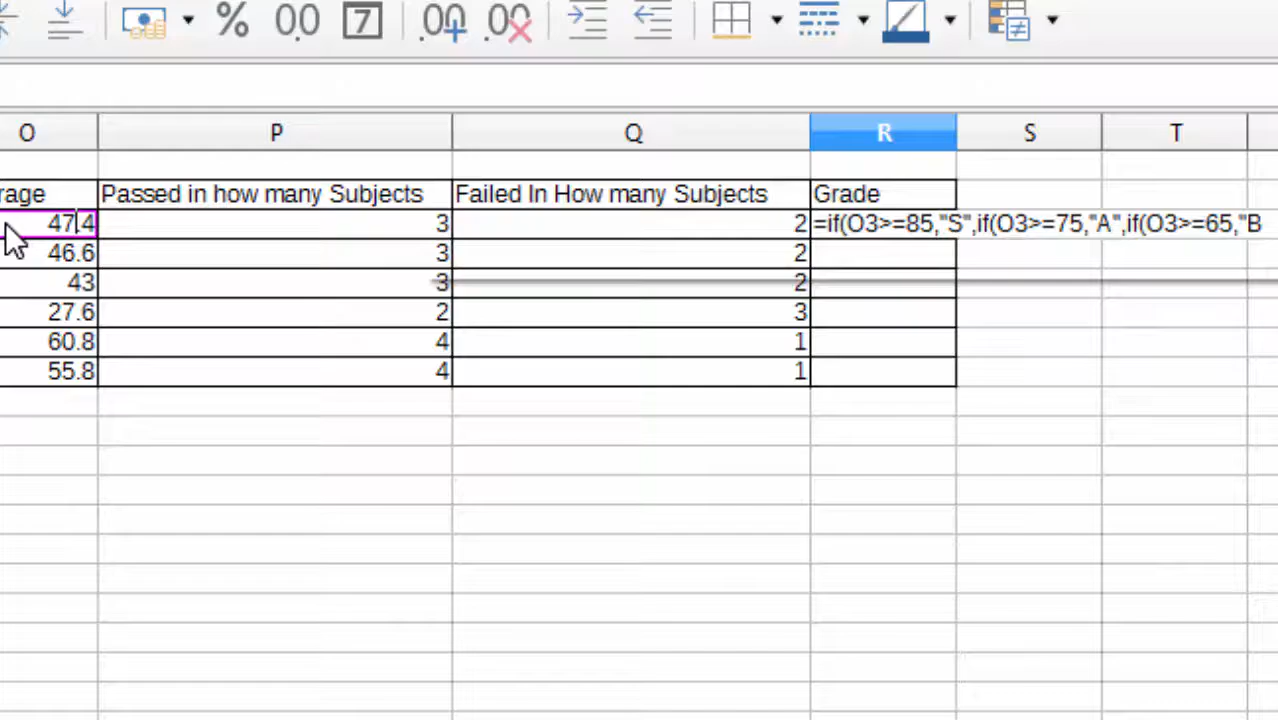 % 00 7 .00 .00
O P Q R S T
rage Passed in how many Subjects Failed In How many Subjects Grade
47.4 3 2 =if(O3>=85,"S",if(O3>=75,"A",if(O3>=65,"B
46.6 3 2
43 3 2
27.6 2 3
60.8 4 1
55.8 4 1